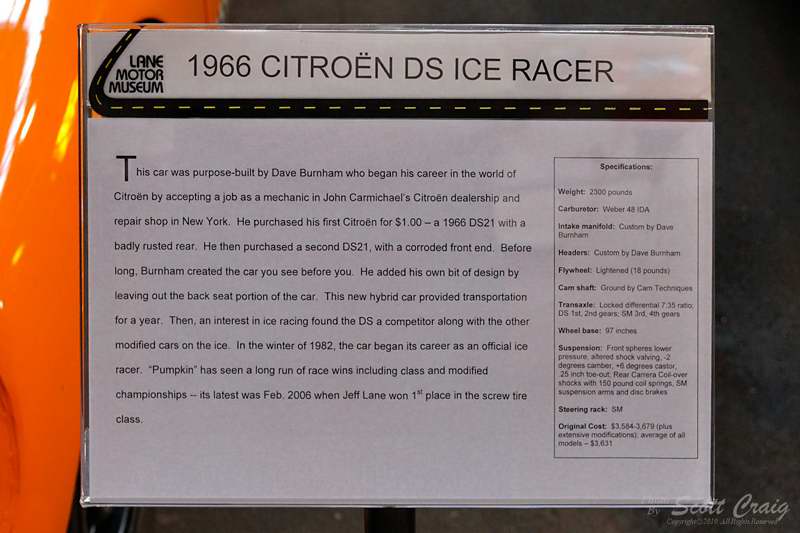 LANE
MOTOR
MUSEUM
1966 CITROËN DS ICE RACER
This car was purpose-built by Dave Burnham who began his career in the world of
Citroën by accepting a job as a mechanic in John Carmichael's Citroën dealership and
repair shop in New York. He purchased his first Citroën for $1.00 – a 1966 DS21 with a
badly rusted rear. He then purchased a second DS21, with a corroded front end. Before
long, Burnham created the car you see before you. He added his own bit of design by
leaving out the back seat portion of the car. This new hybrid car provided transportation
for a year. Then, an interest in ice racing found the DS a competitor along with the other
modified cars on the ice. In the winter of 1982, the car began its career as an official ice
racer. "Pumpkin" has seen a long run of race wins including class and modified
championships – its latest was Feb. 2006 when Jeff Lane won 1st place in the screw tire
class.
Specifications:
Weight: 2300 pounds
Carburetor: Weber 48 IDA
Intake manifold: Custom by Dave
Burnham
Headers: Custom by Dave Burnham
Flywheel: Lightened (18 pounds)
Cam shaft: Ground by Cam Techniques
Transaxle: Locked differential 7:35 ratio;
DS 1st, 2nd gears; SM 3rd, 4th gears
Wheel base: 97 inches
Suspension: Front spheres lower
pressure, altered shock valving, -2
degrees camber, +6 degrees castor,
.25 inch toe-out; Rear Carrera Coil-over
shocks with 150 pound coil springs, SM
suspension arms and disc brakes
Steering rack: SM
Original Cost: $3,584-3,679 (plus
extensive modifications); average of all
models – $3,631
Photo
By Scott Craig
Copyright©2019 All Rights Reserved